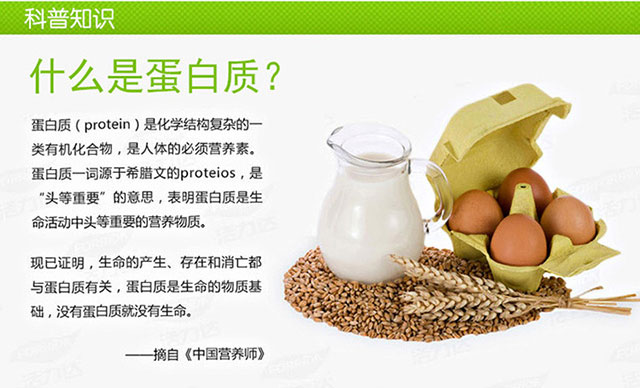 科普知识
什么是蛋白质？
蛋白质（protein）是化学结构复杂的一
类有机化合物，是人体的必须营养素。
蛋白质一词源于希腊文的proteios，是
“头等重要”的意思，表明蛋白质是生
命活动中头等重要的营养物质。
现已证明，生命的产生、存在和消亡都
与蛋白质有关，蛋白质是生命的物质基
础，没有蛋白质就没有生命。
——摘自《中国营养师》